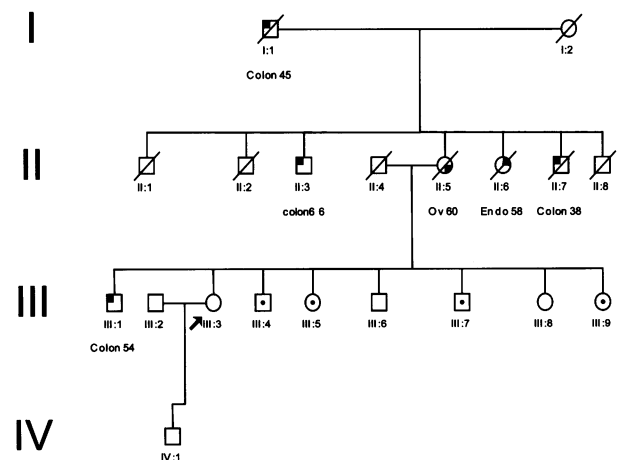 I
I:1
I:2
Colon 45
II
II:1
II:2
II:3
II:4
II:5
II:6
II:7
II:8
colon6 6
Ov 60
Endo 58
Colon 38
III
III:1
III:2
III:3
III:4
III:5
III:6
III:7
III:8
III:9
Colon 54
IV
IV:1